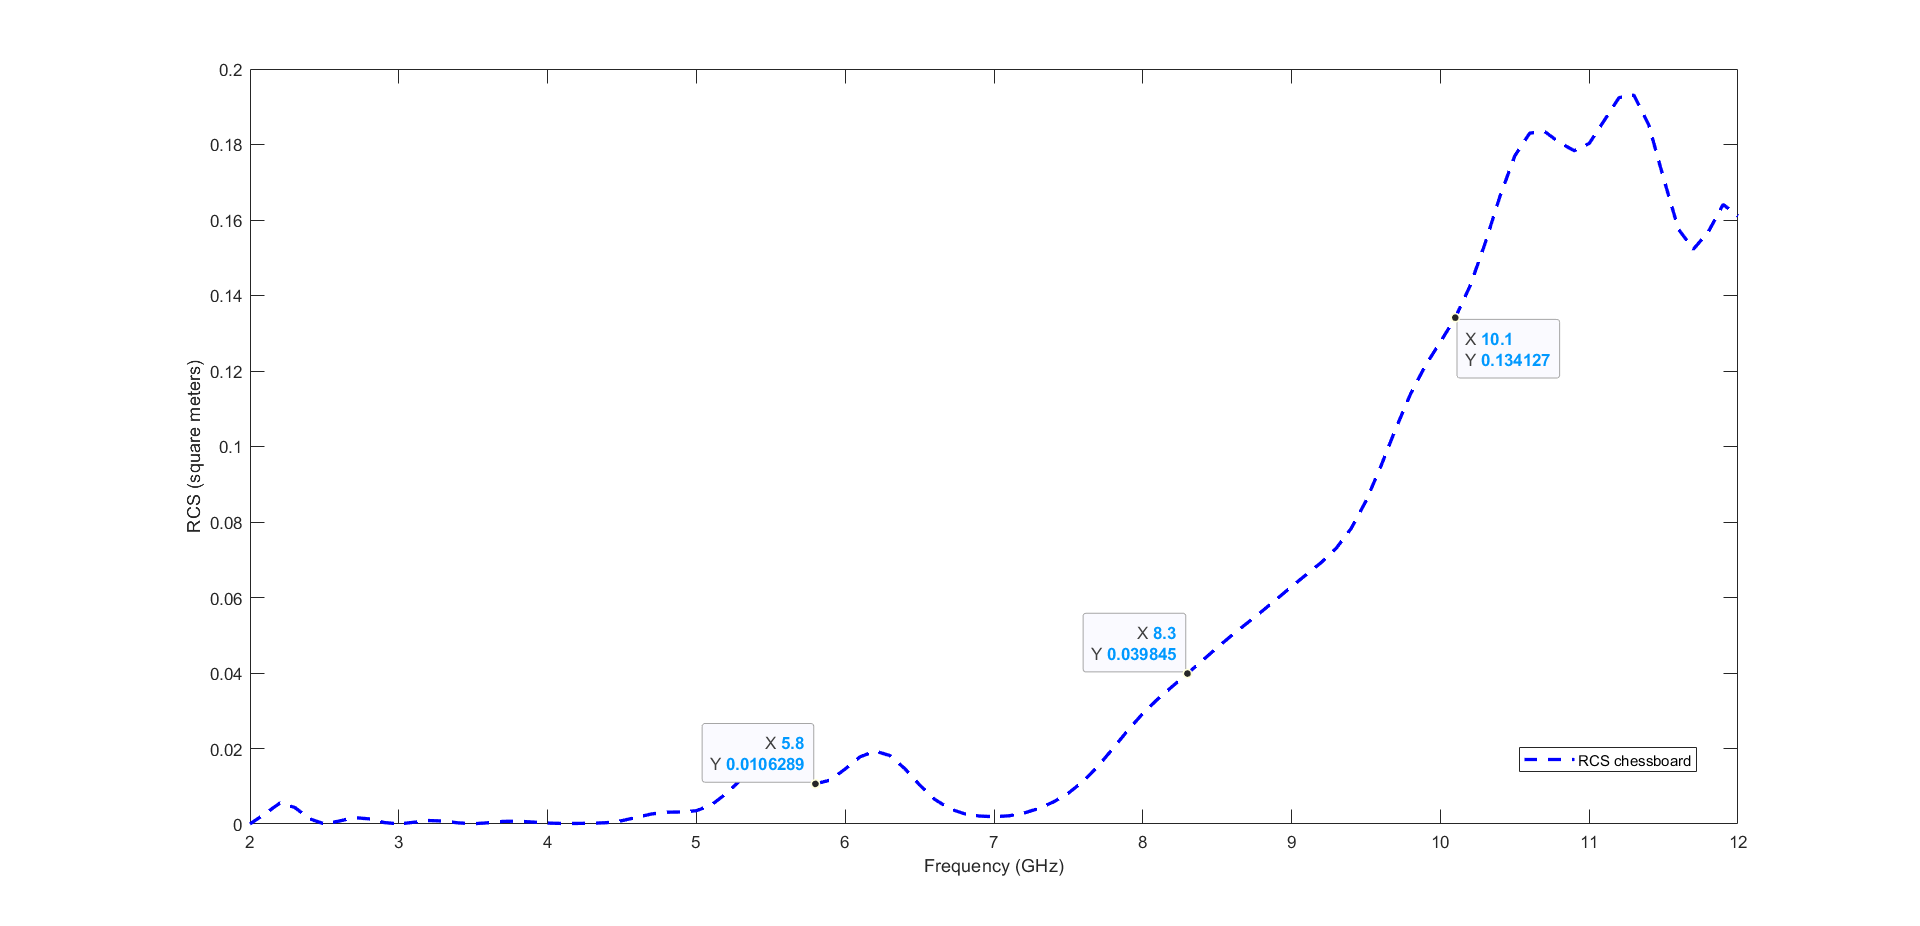 0.2
0.18
0.16
0.14
0.12
0.1
0.08
0.06
0.04
0.02
0
RCS (square meters)
X 10.1
Y 0.134127
X 8.3
Y 0.039845
X 5.8
Y 0.0106289
RCS chessboard
2 3 4 5 6 7 8 9 10 11 12
Frequency (GHz)